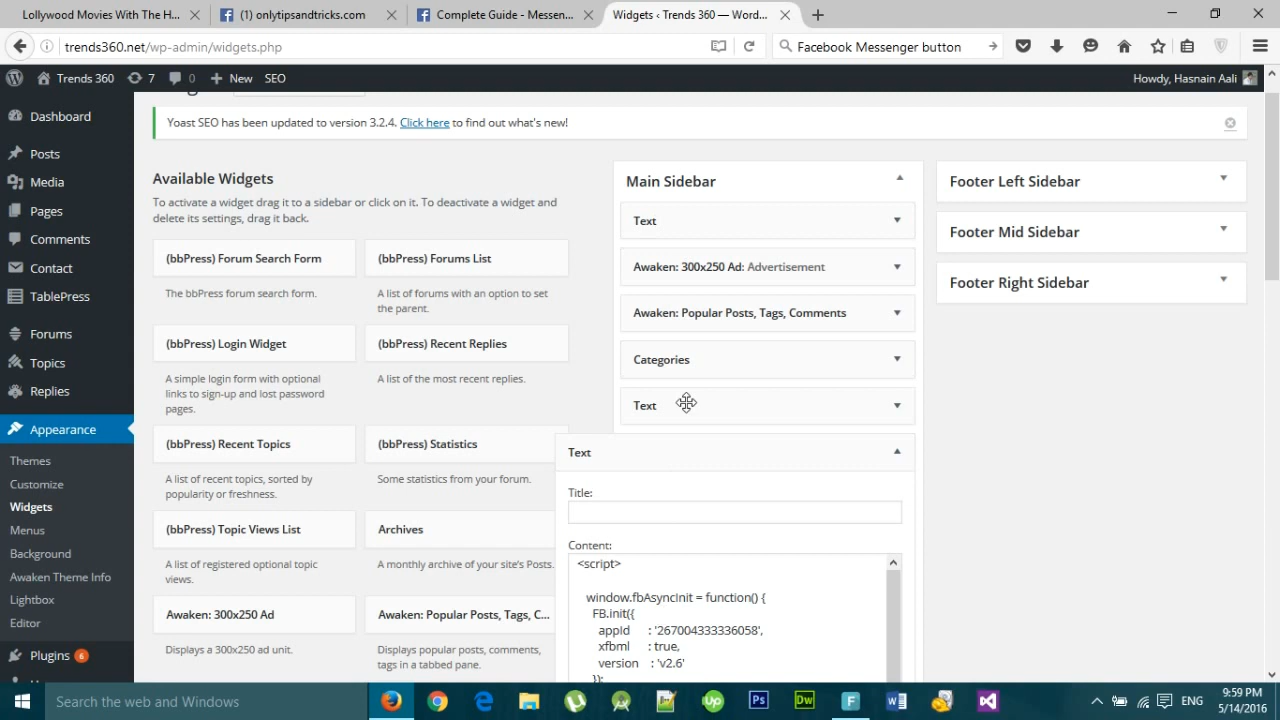 Lollywood Movies With The H...
(1) onlytipsandtricks.com
Complete Guide - Messen...
Widgets ‹ Trends 360 — Word...
trends360.net/wp-admin/widgets.php
Facebook Messenger button
Trends 360
7
0
New
SEO
Howdy, Hasnain Aali
Dashboard
Posts
Media
Pages
Comments
Contact
TablePress
Forums
Topics
Replies
Appearance
Themes
Customize
Widgets
Menus
Background
Awaken Theme Info
Lightbox
Editor
Plugins 6
Yoast SEO has been updated to version 3.2.4. Click here to find out what's new!
Available Widgets
To activate a widget drag it to a sidebar or click on it. To deactivate a widget and
delete its settings, drag it back.
(bbPress) Forum Search Form
The bbPress forum search form.
(bbPress) Forums List
A list of forums with an option to set
the parent.
(bbPress) Login Widget
A simple login form with optional
links to sign-up and lost password
pages.
(bbPress) Recent Replies
A list of the most recent replies.
(bbPress) Recent Topics
A list of recent topics, sorted by
popularity or freshness.
(bbPress) Statistics
Some statistics from your forum.
(bbPress) Topic Views List
A list of registered optional topic
views.
Archives
A monthly archive of your site's Posts.
Awaken: 300x250 Ad
Displays a 300x250 ad unit.
Awaken: Popular Posts, Tags, C...
Displays popular posts, comments,
tags in a tabbed pane.
Main Sidebar
Text
Awaken: 300x250 Ad: Advertisement
Awaken: Popular Posts, Tags, Comments
Categories
Text
Text
Title:
Content:
<script>
window.fbAsyncInit = function() {
FB.init({
appId : '267004333336058',
xfbml : true,
version : 'v2.6'
});
Footer Left Sidebar
Footer Mid Sidebar
Footer Right Sidebar
Search the web and Windows
ENG
9:59 PM
5/14/2016